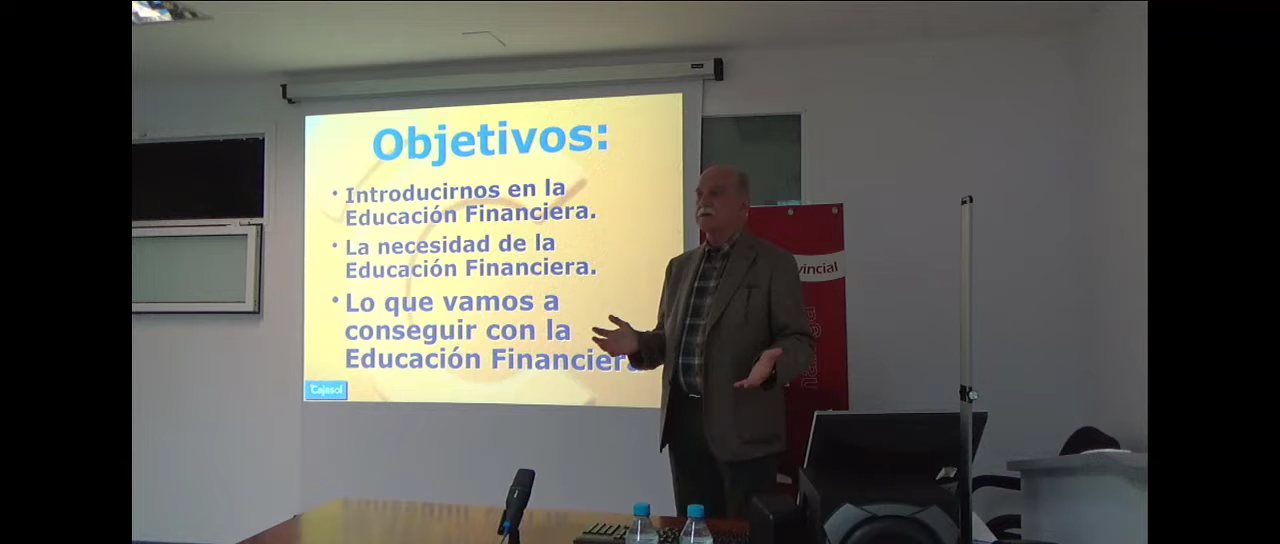 Objetivos:
• Introducirnos en la
Educación Financiera.
• La necesidad de la
Educación Financiera.
• Lo que vamos a
conseguir con la
Educación Financiera
Cajasol
vincial